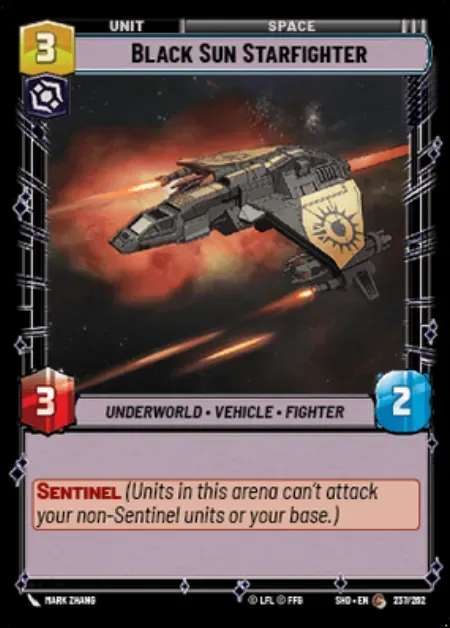 UNIT SPACE
3 BLACK SUN STARFIGHTER
3 UNDERWORLD • VEHICLE • FIGHTER 2
SENTINEL (Units in this arena can't attack
your non-Sentinel units or your base.)
MARK ZHANG © LFL © FFG SHD • EN 237/262